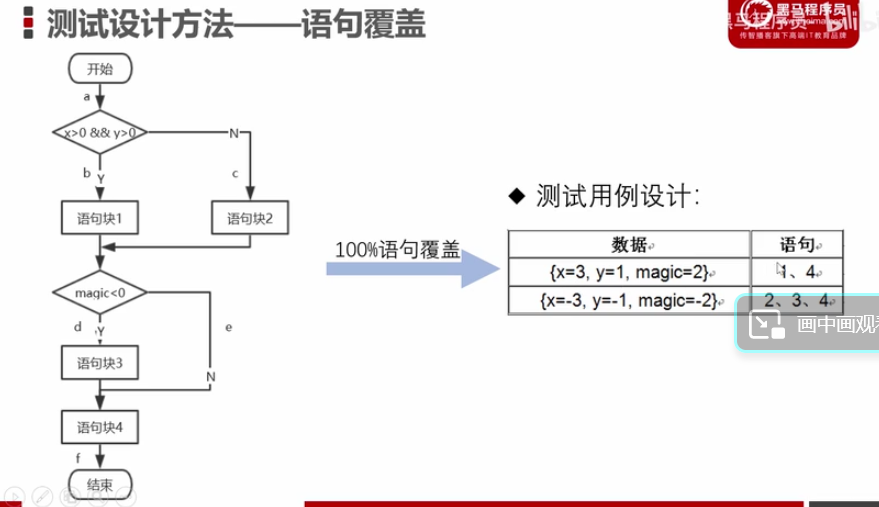 测试设计方法——语句覆盖
黑马程序员
传智播客旗下高端IT教育品牌
开始
a
x>0 && y>0
N
b
Y
c
语句块1
语句块2
magic<0
d
Y
e
语句块3
N
语句块4
f
结束
100%语句覆盖
◆ 测试用例设计：
数据 语句
{x=3, y=1, magic=2} 1、4
{x=-3, y=-1, magic=-2} 2、3、4
画中画观看